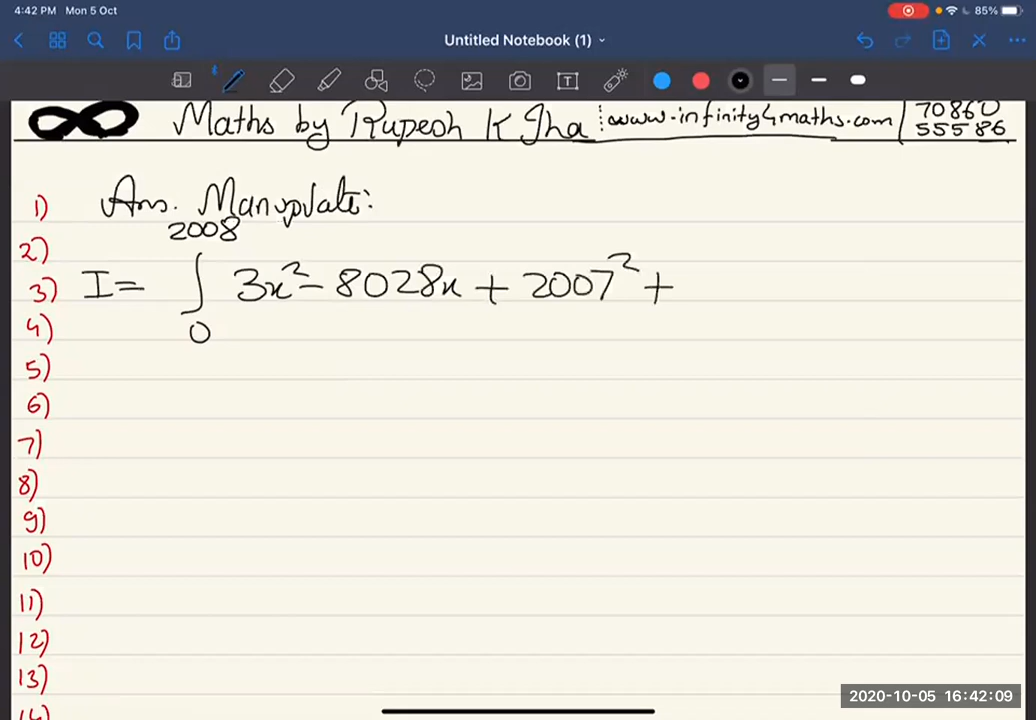 4:42 PM Mon 5 Oct 85%
Untitled Notebook (1)
Maths by Rupesh K Jha www.infinity4maths.com 70860
55586
1) Ans. Manupulate:
2) 2008
3) I = ∫ 3x² - 8028x + 2007² +
4) 0
5)
6)
7)
8)
9)
10)
11)
12)
13)
14)
2020-10-05 16:42:09